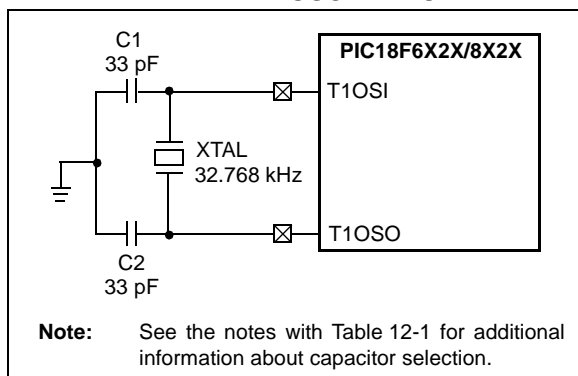 C1
33 pF
PIC18F6X2X/8X2X
T1OSI
XTAL
32.768 kHz
T1OSO
C2
33 pF
Note: See the notes with Table 12-1 for additional
information about capacitor selection.